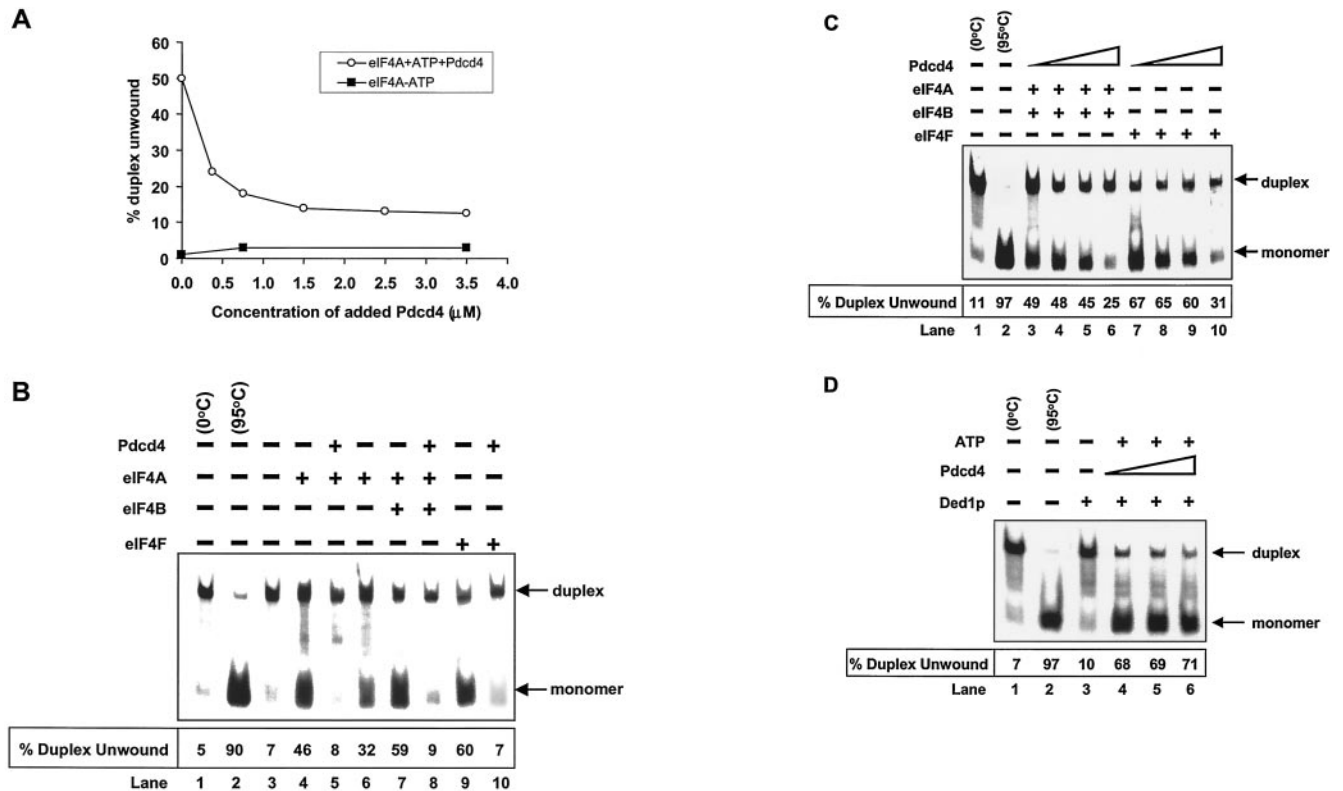 A
60
50
40
30
20
10
0
% duplex unwound
eIF4A+ATP+Pdcd4
eIF4A-ATP
0.0 0.5 1.0 1.5 2.0 2.5 3.0 3.5 4.0
Concentration of added Pdcd4 (μM)
B
(0°C) (95°C)
Pdcd4 − − − − + − − + − +
eIF4A − − − + + + + + − −
eIF4B − − − − − − + + − −
eIF4F − − − − − − − − + +
duplex
monomer
% Duplex Unwound 5 90 7 46 8 32 59 9 60 7
Lane 1 2 3 4 5 6 7 8 9 10
C
(0°C) (95°C)
Pdcd4 − −
eIF4A − − + + + + − − − −
eIF4B − − + + + + − − − −
eIF4F − − − − − − + + + +
duplex
monomer
% Duplex Unwound 11 97 49 48 45 25 67 65 60 31
Lane 1 2 3 4 5 6 7 8 9 10
D
(0°C) (95°C)
ATP − − − + + +
Pdcd4 − − −
Ded1p − − + + + +
duplex
monomer
% Duplex Unwound 7 97 10 68 69 71
Lane 1 2 3 4 5 6